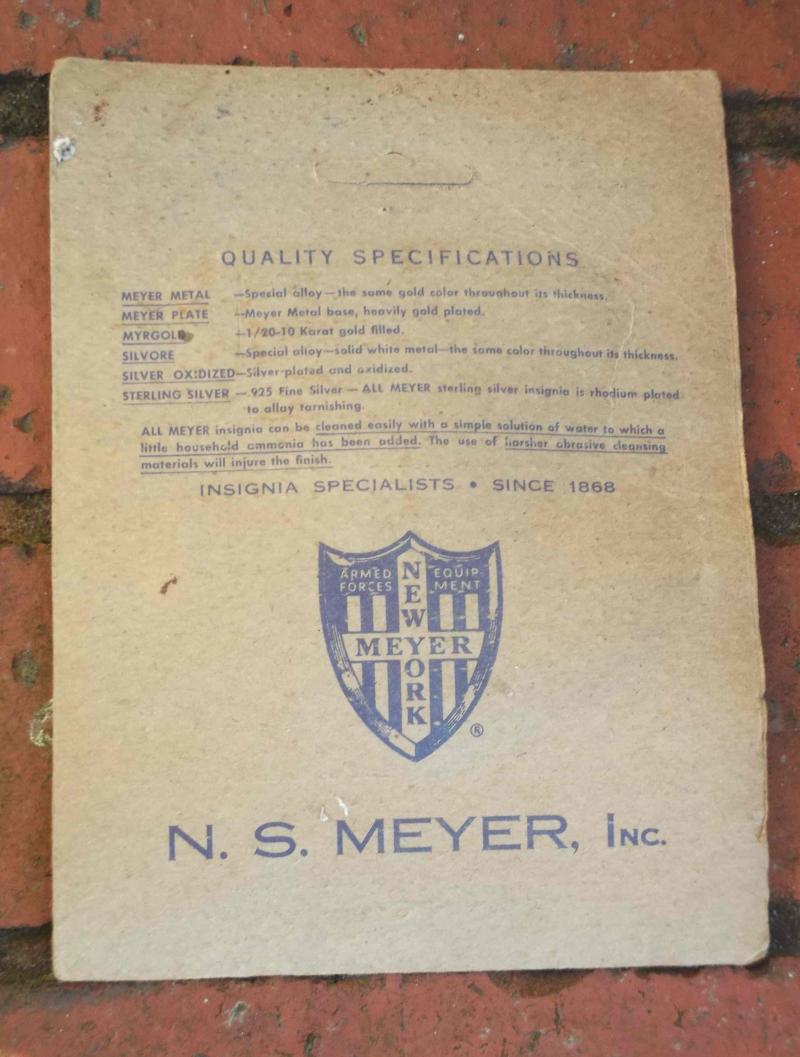 QUALITY SPECIFICATIONS
MEYER METAL —Special alloy—the same gold color throughout its thickness.
MEYER PLATE —Meyer Metal base, heavily gold plated.
MYRGOLD —1/20-10 Karat gold filled.
SILVORE —Special alloy—solid white metal—the same color throughout its thickness.
SILVER OXIDIZED—Silver plated and oxidized.
STERLING SILVER —.925 Fine Silver — ALL MEYER sterling silver insignia is rhodium plated
to allay tarnishing.
ALL MEYER insignia can be cleaned easily with a simple solution of water to which a
little household ammonia has been added. The use of harsher abrasive cleansing
materials will injure the finish.
INSIGNIA SPECIALISTS • SINCE 1868
ARMED FORCES EQUIP-MENT
NEW YORK
MEYER
®
N. S. MEYER, INC.